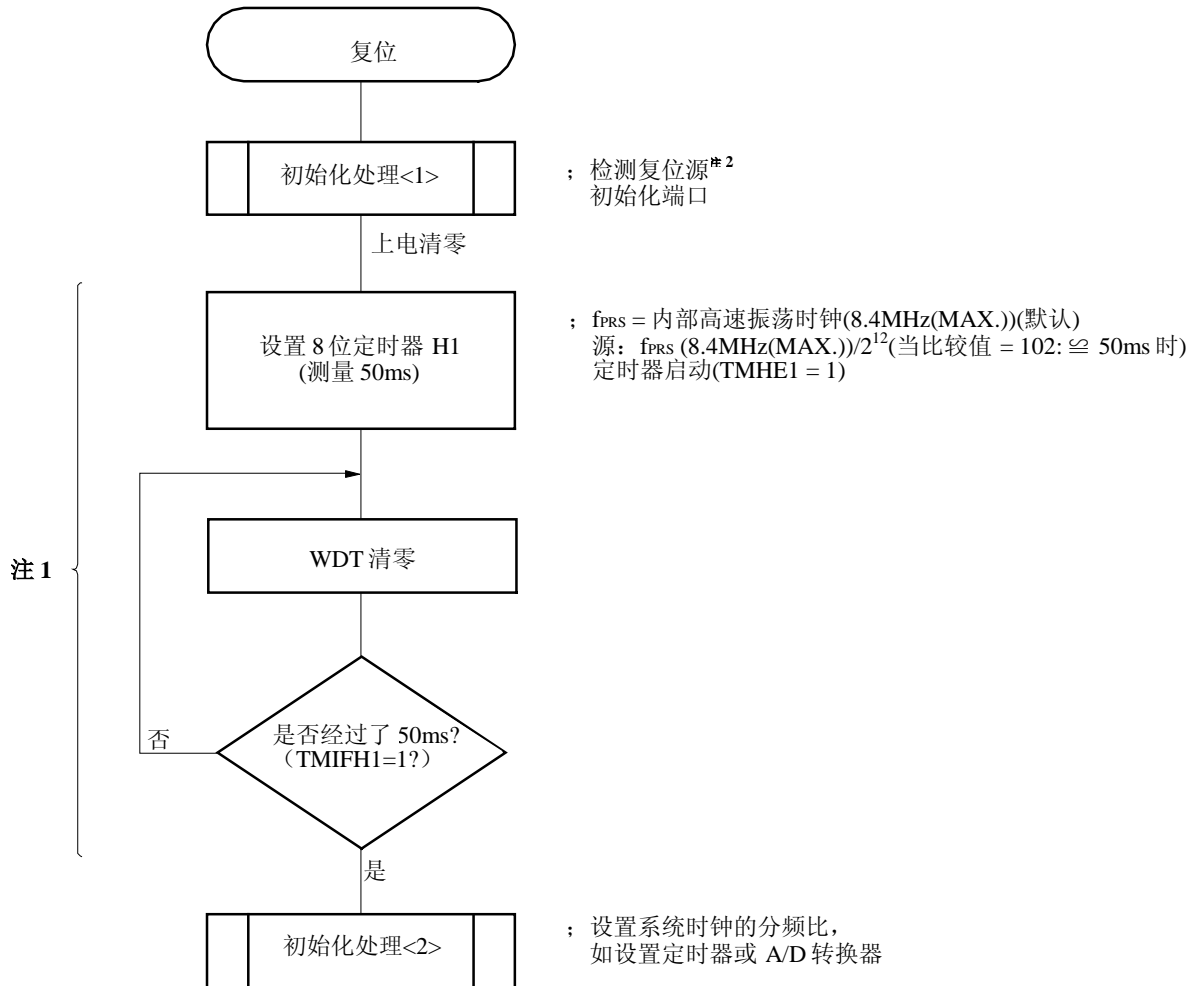 复位
初始化处理<1>
；检测复位源注 2
初始化端口
上电清零
设置 8 位定时器 H1
(测量 50ms)
；fPRS = 内部高速振荡时钟(8.4MHz(MAX.))(默认)
源：fPRS (8.4MHz(MAX.))/2¹²(当比较值 = 102: ≌ 50ms 时)
定时器启动(TMHE1 = 1)
注 1
WDT 清零
否
是否经过了 50ms?
（TMIFH1=1?）
是
初始化处理<2>
；设置系统时钟的分频比，
如设置定时器或 A/D 转换器